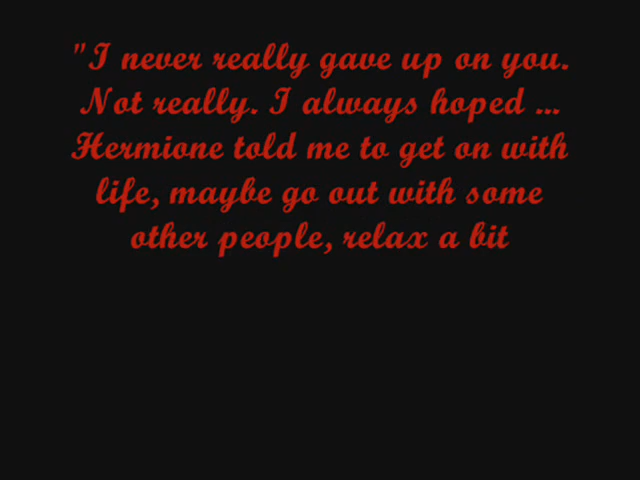 "I never really gave up on you.
Not really. I always hoped ...
Hermione told me to get on with
life, maybe go out with some
other people, relax a bit